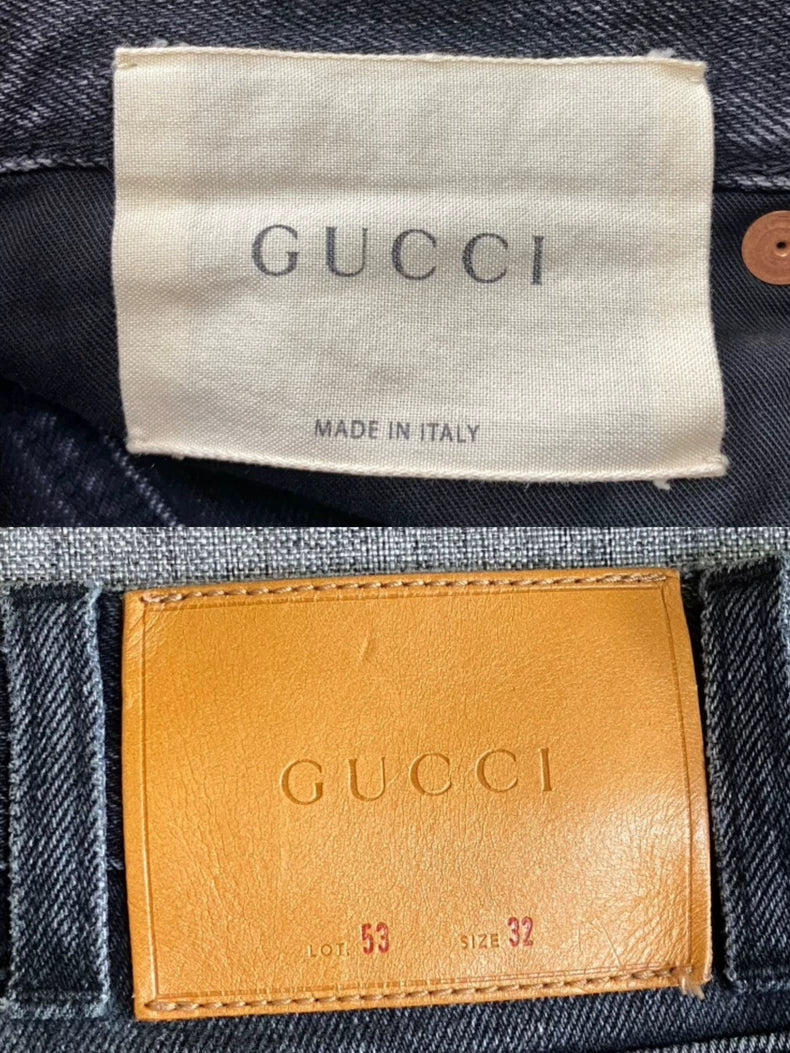 GUCCI
MADE IN ITALY
GUCCI
LOT. 53 SIZE 32